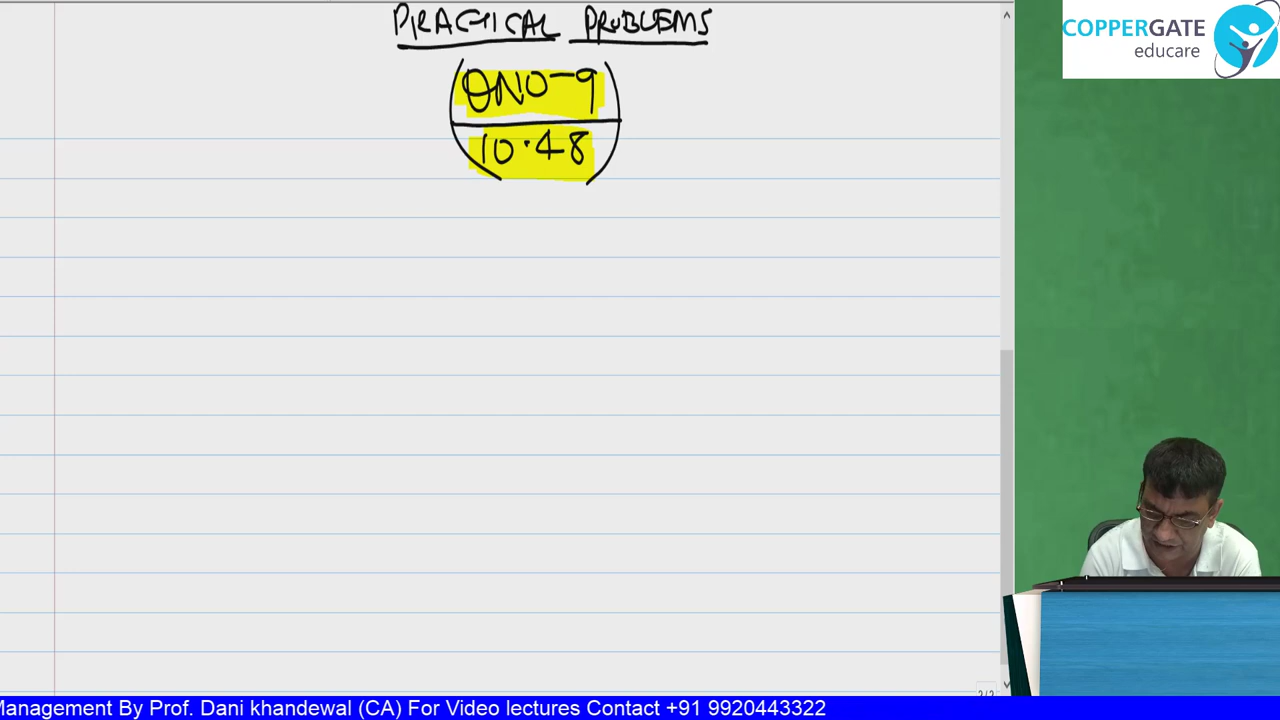 PRACTICAL PROBLEMS
QNO-9
10.48
COPPERGATE
educare
Management By Prof. Dani khandewal (CA) For Video lectures Contact +91 9920443322